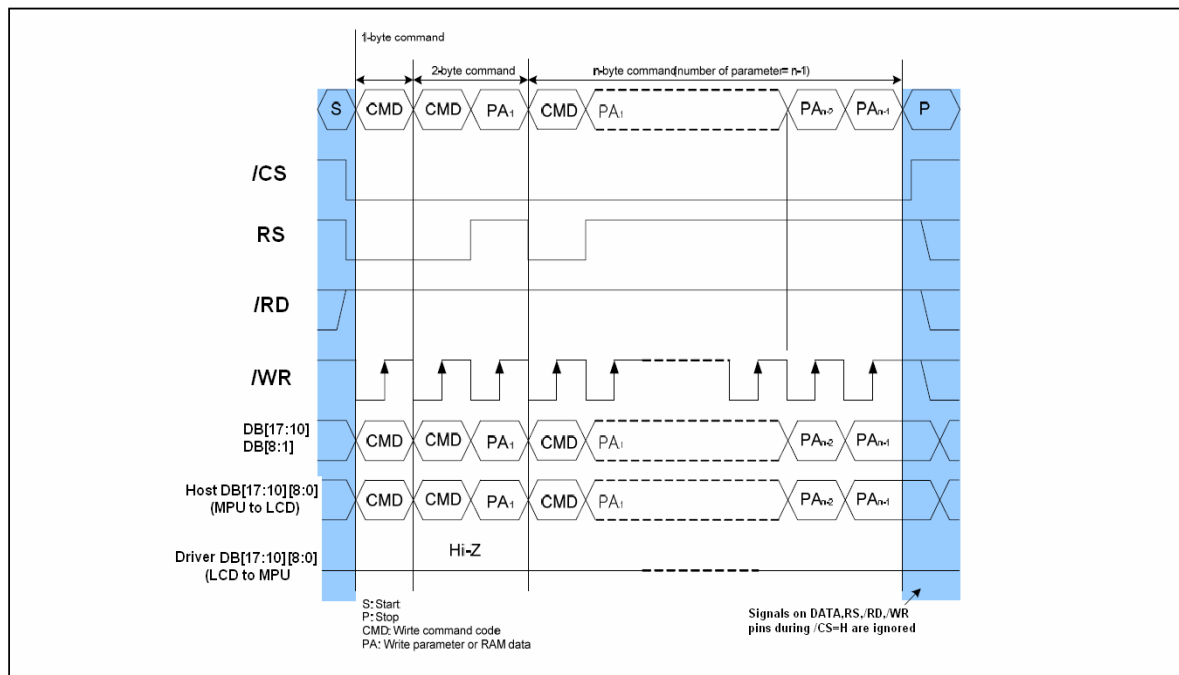 1-byte command
2-byte command
n-byte command(number of parameter= n-1)
S CMD CMD PA1 CMD PA1 PAn-2 PAn-1 P
/CS
RS
/RD
/WR
DB[17:10]
DB[8:1]
CMD CMD PA1 CMD PA1 PAn-2 PAn-1
Host DB[17:10][8:0]
(MPU to LCD)
CMD CMD PA1 CMD PA1 PAn-2 PAn-1
Hi-Z
Driver DB[17:10][8:0]
(LCD to MPU
S: Start
P: Stop
CMD: Wirte command code
PA: Write parameter or RAM data
Signals on DATA,RS,/RD,/WR
pins during /CS=H are ignored